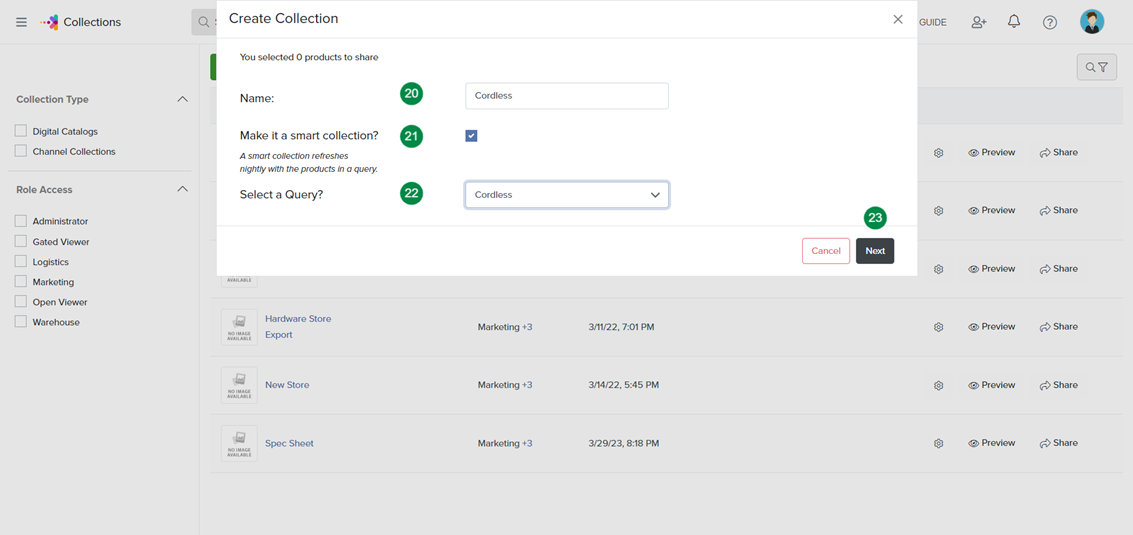 Collections
S
Create Collection
GUIDE
You selected 0 products to share
Name:
20
Cordless
Make it a smart collection?
21
A smart collection refreshes
nightly with the products in a query.
Select a Query?
22
Cordless
23
Cancel
Next
Collection Type
Digital Catalogs
Channel Collections
Role Access
Administrator
Gated Viewer
Logistics
Marketing
Open Viewer
Warehouse
Preview
Share
Preview
Share
AVAILABLE
Preview
Share
NO IMAGE
AVAILABLE
Hardware Store
Export
Marketing +3
3/11/22, 7:01 PM
Preview
Share
NO IMAGE
AVAILABLE
New Store
Marketing +3
3/14/22, 5:45 PM
Preview
Share
NO IMAGE
AVAILABLE
Spec Sheet
Marketing +3
3/29/23, 8:18 PM
Preview
Share